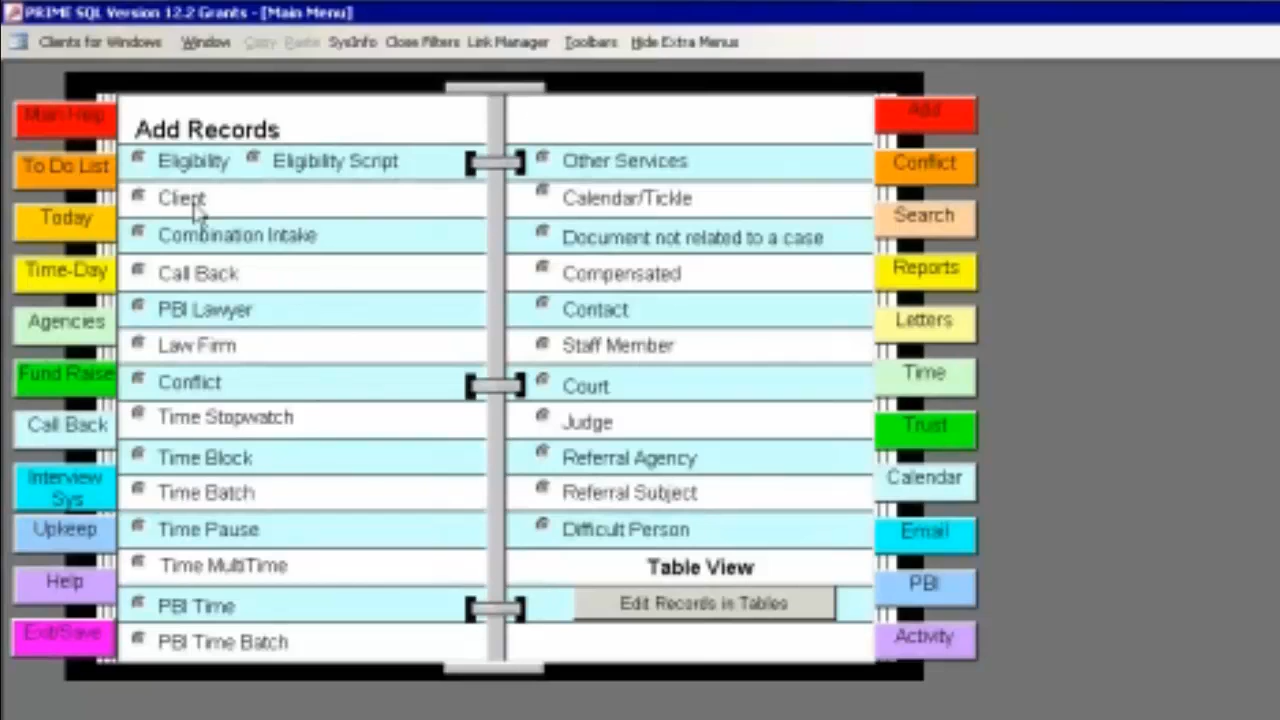 PRIME SQL Version 12.2 Grants - [Main Menu]
Clients for Windows Window Copy Paste SysInfo Close Filters Link Manager Toolbars Hide Extra Menus
Main Help
To Do List
Today
Time-Day
Agencies
Fund Raise
Call Back
Interview
Sys
Upkeep
Help
Exit/Save
Add Records
Eligibility Eligibility Script
Client
Combination Intake
Call Back
PBI Lawyer
Law Firm
Conflict
Time Stopwatch
Time Block
Time Batch
Time Pause
Time MultiTime
PBI Time
PBI Time Batch
Other Services
Calendar/Tickle
Document not related to a case
Compensated
Contact
Staff Member
Court
Judge
Referral Agency
Referral Subject
Difficult Person
Table View
Edit Records in Tables
Add
Conflict
Search
Reports
Letters
Time
Trust
Calendar
Email
PBI
Activity